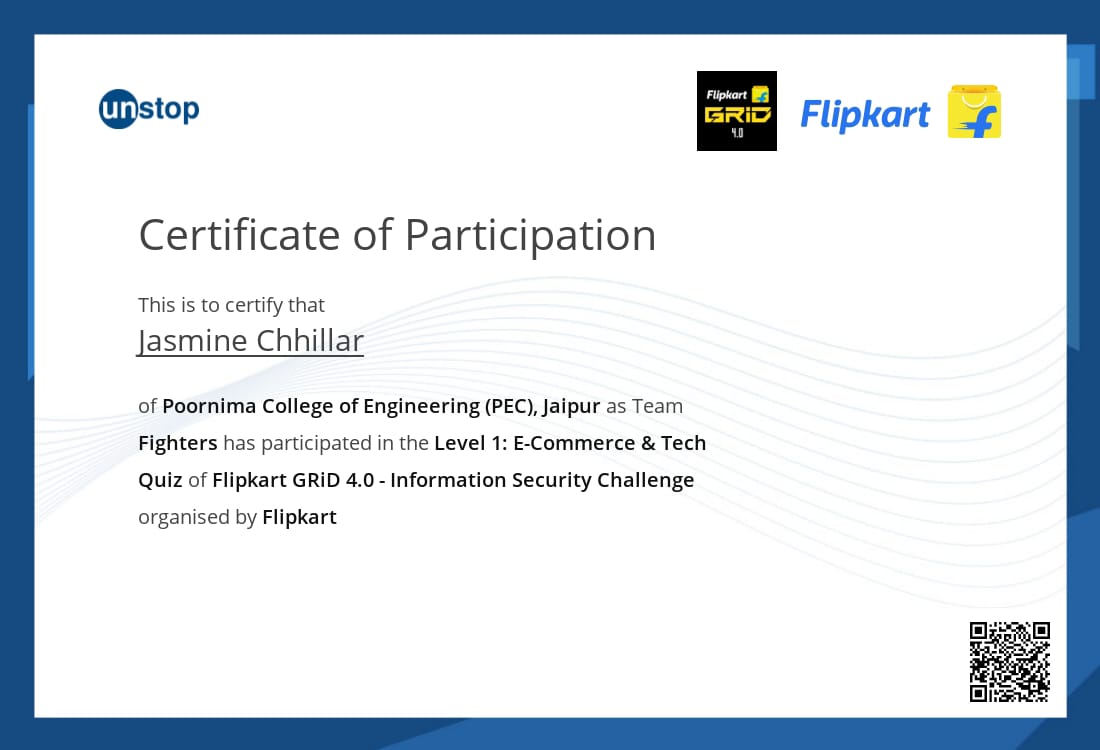 unstop
Flipkart
GRiD
4.0
Flipkart
Certificate of Participation
This is to certify that
Jasmine Chhillar
of Poornima College of Engineering (PEC), Jaipur as Team
Fighters has participated in the Level 1: E-Commerce & Tech
Quiz of Flipkart GRiD 4.0 - Information Security Challenge
organised by Flipkart